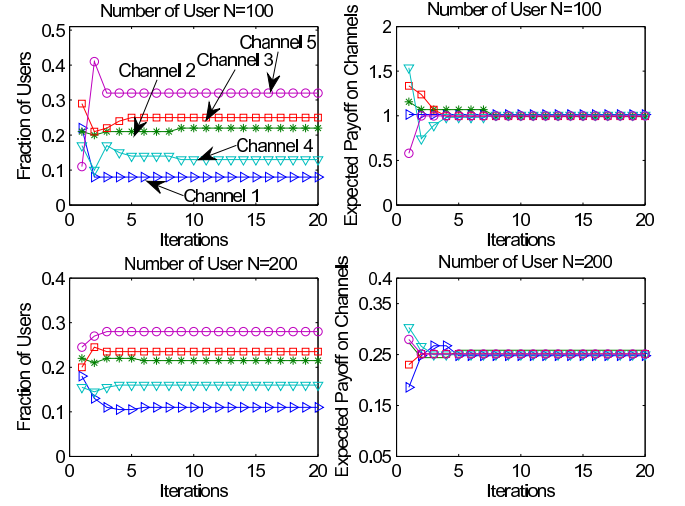 Number of User N=100
Fraction of Users
0.5
0.4
0.3
0.2
0.1
0
0 5 10 15 20
Iterations
Channel 5
Channel 3
Channel 2
Channel 4
Channel 1
Number of User N=100
Expected Payoff on Channels
2
1.5
1
0.5
0
0 5 10 15 20
Iterations
Number of User N=200
Fraction of Users
0.4
0.3
0.2
0.1
0
0 5 10 15 20
Iterations
Number of User N=200
Expected Payoff on Channels
0.4
0.35
0.25
0.15
0.05
0 5 10 15 20
Iterations